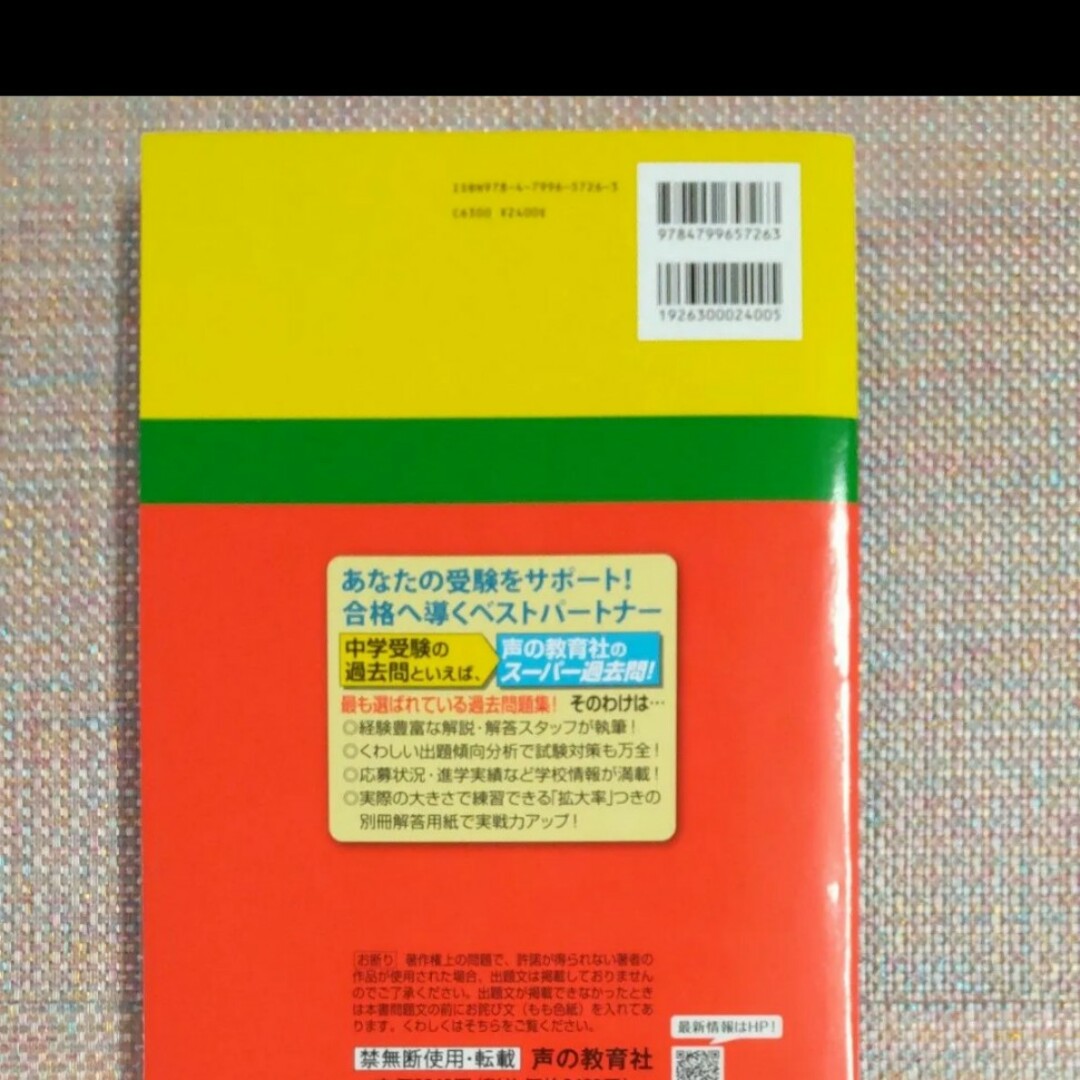 ISBN978-4-7996-5726-3
C6300 ¥2400E
9784799657263
1926300024005
あなたの受験をサポート!
合格へ導くベストパートナー
中学受験の
過去問といえば、
声の教育社の
スーパー過去問!
最も選ばれている過去問題集! そのわけは…
◎経験豊富な解説・解答スタッフが執筆!
◎くわしい出題傾向分析で試験対策も万全!
◎応募状況・進学実績など学校情報が満載!
◎実際の大きさで練習できる「拡大率」つきの
別冊解答用紙で実戦力アップ!
お断り 著作権上の問題で、許諾が得られない著者の
作品が使用された場合、出題文は掲載しておりません
のでご了承ください。出題文が掲載できなかったときは
本書問題文の前にお詫び文(もも色紙)を入れてあ
ります。くわしくはそちらをご覧ください。
最新情報はHP!
禁無断使用・転載 声の教育社